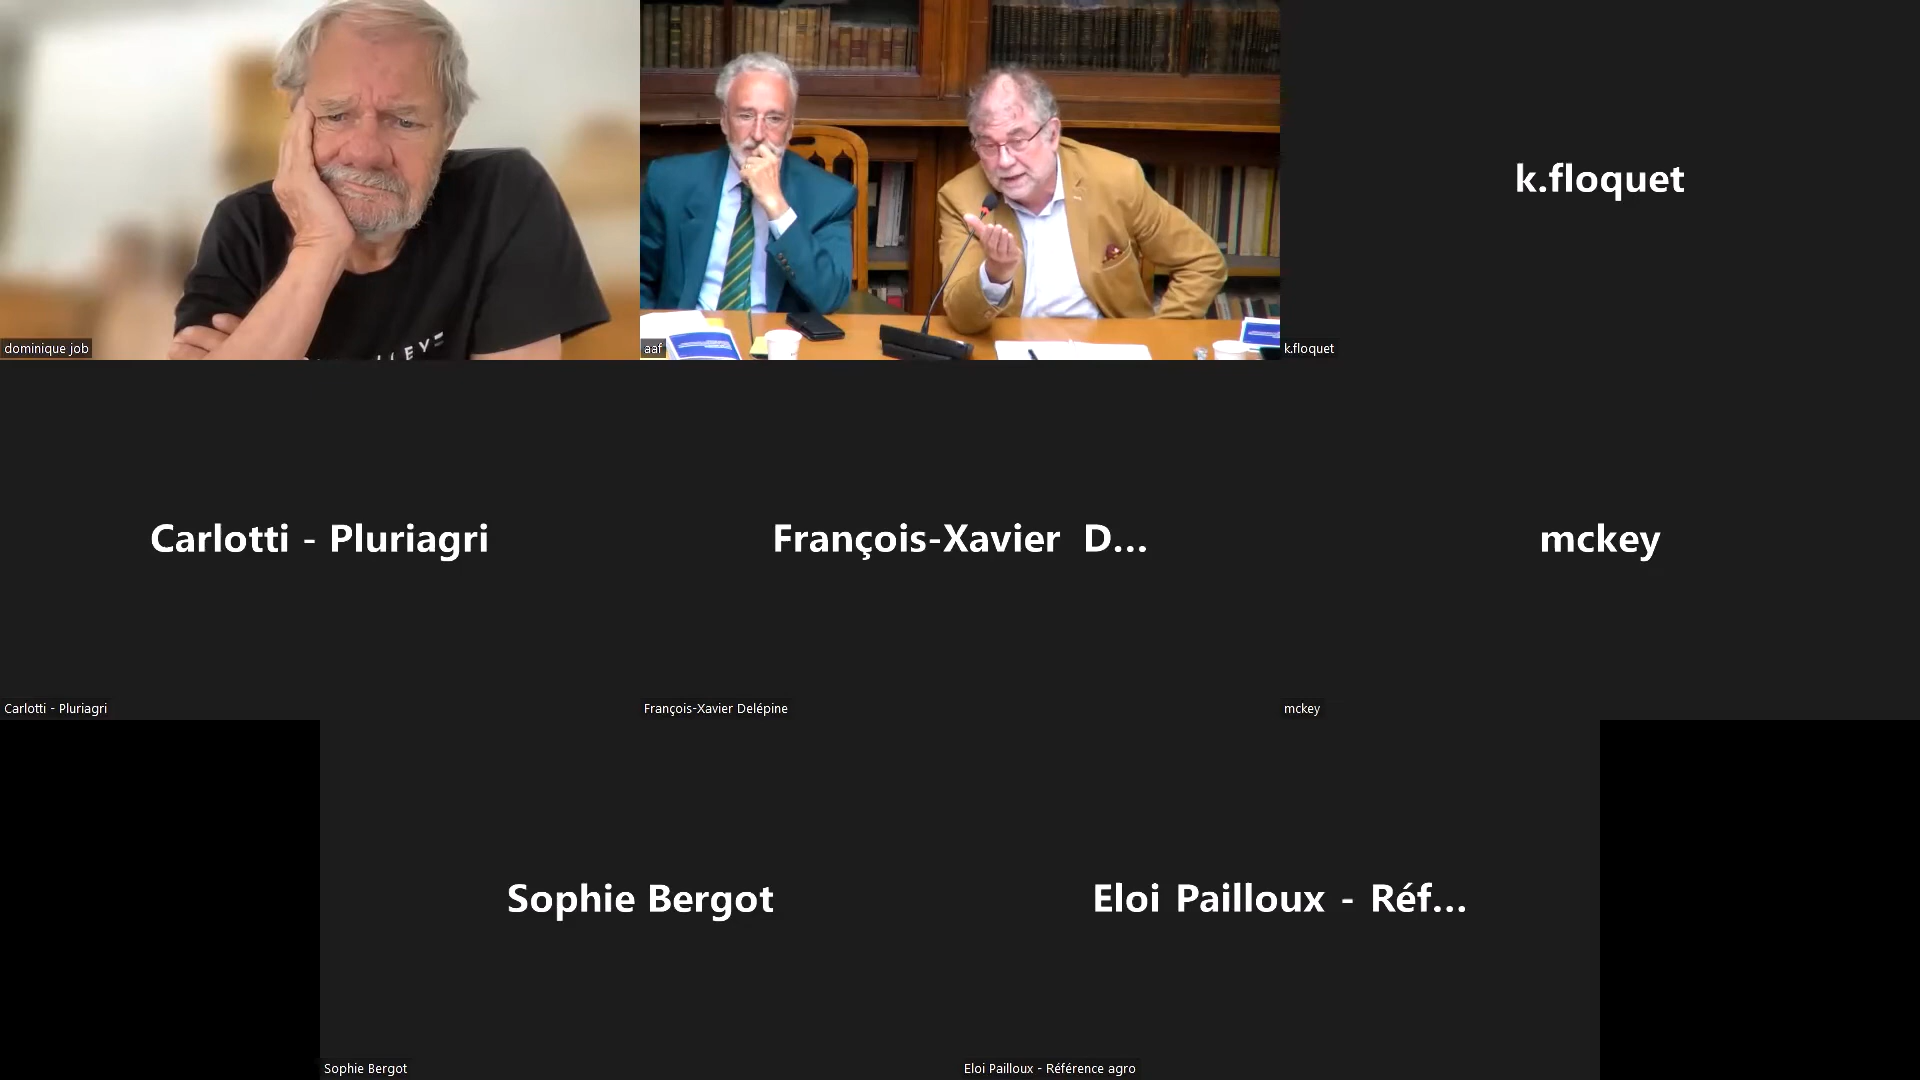 dominique job
aaf
k.floquet
k.floquet
Carlotti - Pluriagri
Carlotti - Pluriagri
François-Xavier D...
François-Xavier Delépine
mckey
mckey
Sophie Bergot
Sophie Bergot
Eloi Pailloux - Réf...
Eloi Pailloux - Référence agro